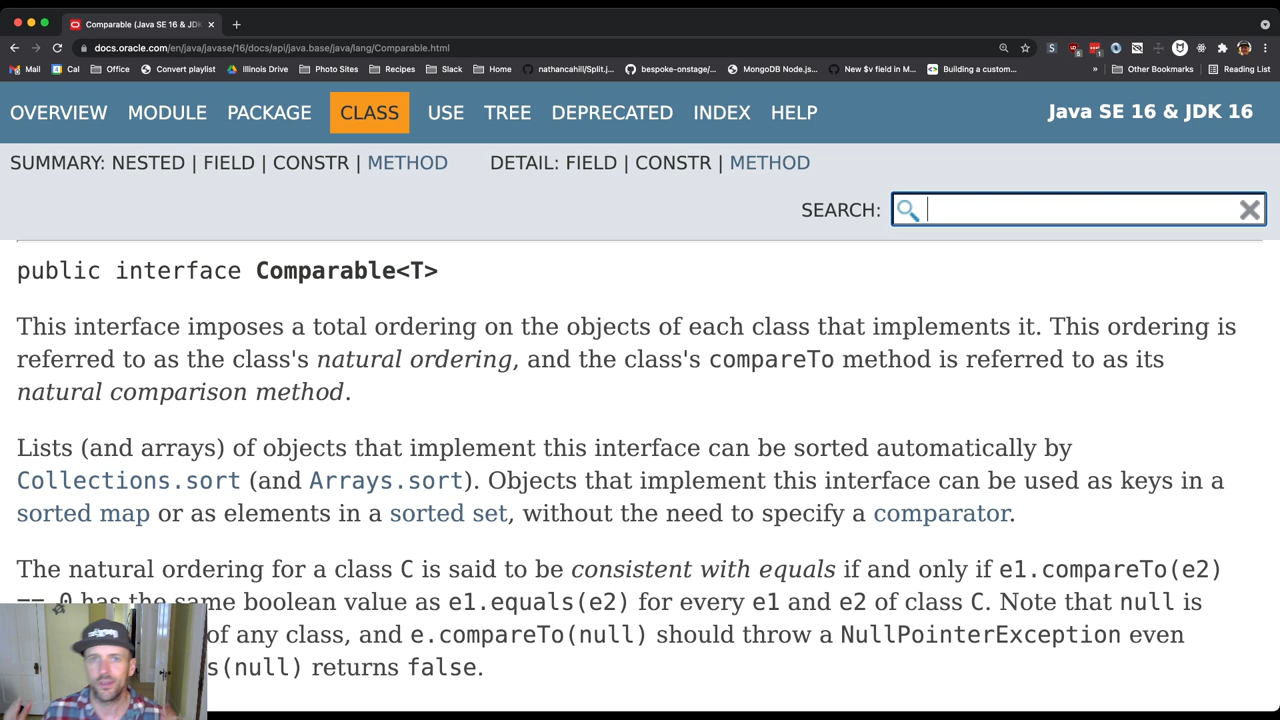 Comparable (Java SE 16 & JDK
docs.oracle.com/en/java/javase/16/docs/api/java.base/java/lang/Comparable.html
Mail Cal Office Convert playlist Illinois Drive Photo Sites Recipes Slack Home nathancahill/Split.j... bespoke-onstage/... MongoDB Node.js... New $v field in M... Building a custom... » Other Bookmarks Reading List
OVERVIEW MODULE PACKAGE CLASS USE TREE DEPRECATED INDEX HELP Java SE 16 & JDK 16
SUMMARY: NESTED | FIELD | CONSTR | METHOD DETAIL: FIELD | CONSTR | METHOD
SEARCH:
public interface Comparable<T>
This interface imposes a total ordering on the objects of each class that implements it. This ordering is
referred to as the class's natural ordering, and the class's compareTo method is referred to as its
natural comparison method.
Lists (and arrays) of objects that implement this interface can be sorted automatically by
Collections.sort (and Arrays.sort). Objects that implement this interface can be used as keys in a
sorted map or as elements in a sorted set, without the need to specify a comparator.
The natural ordering for a class C is said to be consistent with equals if and only if e1.compareTo(e2)
== 0 has the same boolean value as e1.equals(e2) for every e1 and e2 of class C. Note that null is
of any class, and e.compareTo(null) should throw a NullPointerException even
s(null) returns false.